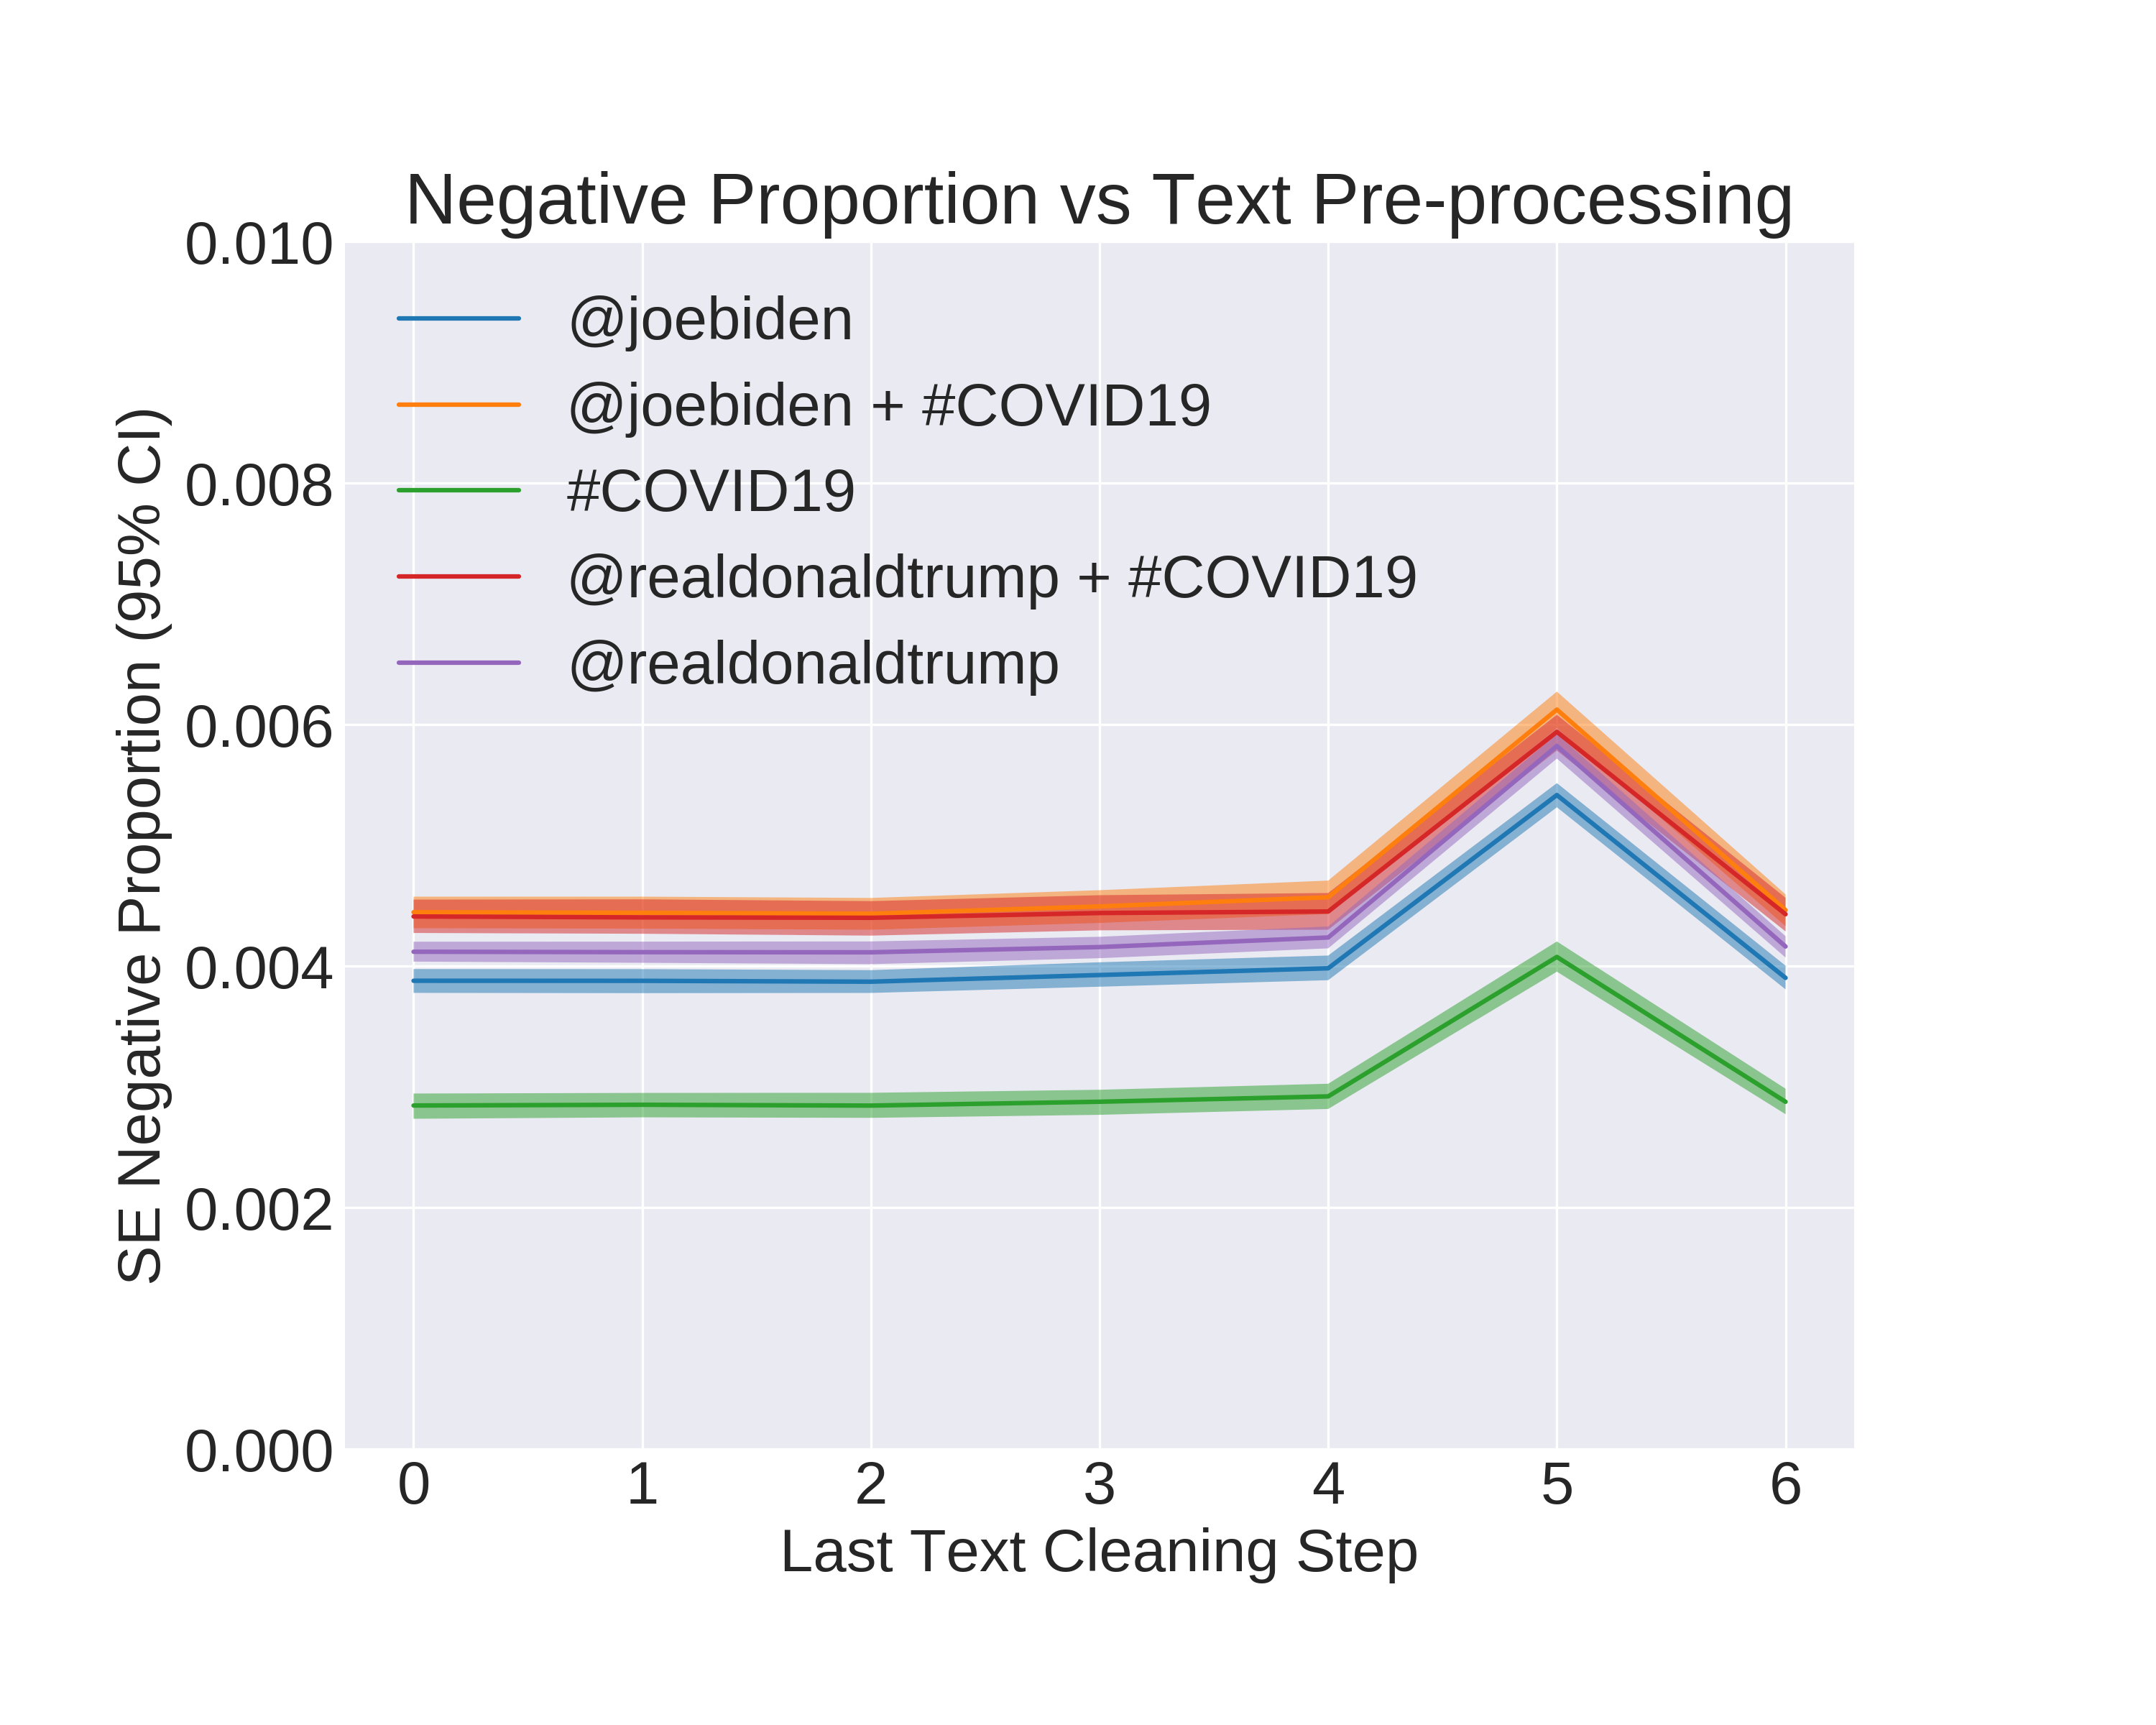 Negative Proportion vs Text Pre-processing
0.010
0.008
0.006
0.004
0.002
0.000
SE Negative Proportion (95% CI)
@joebiden
@joebiden + #COVID19
#COVID19
@realdonaldtrump + #COVID19
@realdonaldtrump
0 1 2 3 4 5 6
Last Text Cleaning Step